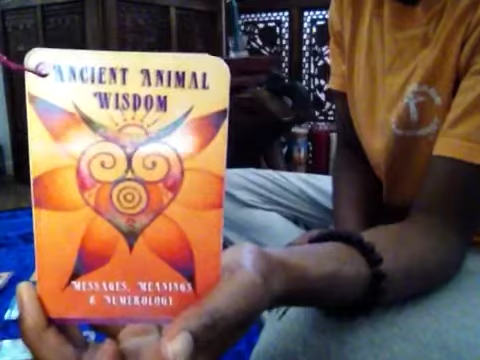 ANCIENT ANIMAL
WISDOM
MESSAGES, MEANINGS
& NUMEROLOGY